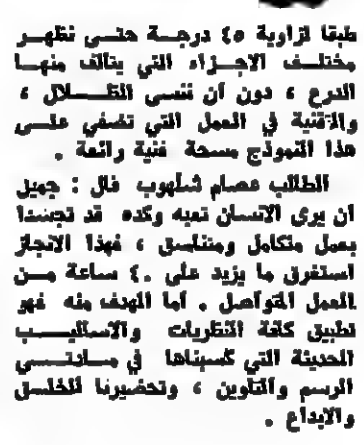 طبقا لزاوية ٤٥ درجة حتى تظهر
مختلف الاجزاء التي يتالف منها
الدرع ، دون ان ننسى الظلال ،
والتقنية في العمل التي تضفي على
هذا النموذج مسحة فنية رائعة .
الطالب عصام شلهوب قال : جميل
ان يرى الانسان تعبه وكده قد تجسدا
بعمل متكامل ومتناسق ، فهذا الانجاز
استغرق ما يزيد على ٤٠ ساعة من
العمل المتواصل . اما الهدف منه فهو
تطبيق كافة النظريات والاساليب
الحديثة التي كسبناها في مادتي
الرسم والتلوين ، وتحضيرنا للخلق
والابداع .